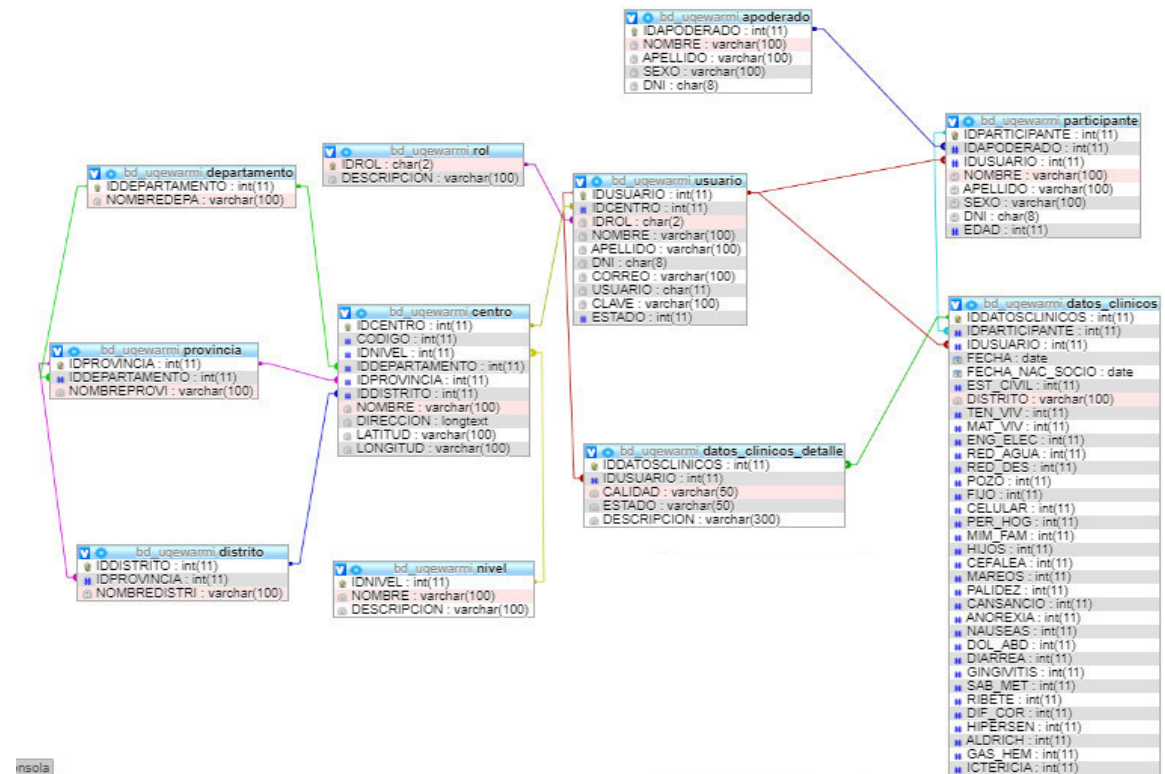 bd_uqewarmi apoderado
IDAPODERADO : int(11)
NOMBRE : varchar(100)
APELLIDO : varchar(100)
SEXO : varchar(100)
DNI : char(8)
bd_uqewarmi participante
IDPARTICIPANTE : int(11)
IDAPODERADO : int(11)
IDUSUARIO : int(11)
NOMBRE : varchar(100)
APELLIDO : varchar(100)
SEXO : varchar(100)
DNI : char(8)
EDAD : int(11)
bd_uqewarmi rol
IDROL : char(2)
DESCRIPCION : varchar(100)
bd_uqewarmi departamento
IDDEPARTAMENTO : int(11)
NOMBREDEPA : varchar(100)
bd_uqewarmi usuario
IDUSUARIO : int(11)
IDCENTRO : int(11)
IDROL : char(2)
NOMBRE : varchar(100)
APELLIDO : varchar(100)
DNI : char(8)
CORREO : varchar(100)
USUARIO : char(11)
CLAVE : varchar(100)
ESTADO : int(11)
bd_uqewarmi centro
IDCENTRO : int(11)
CODIGO : int(11)
IDNIVEL : int(11)
IDDEPARTAMENTO : int(11)
IDPROVINCIA : int(11)
IDDISTRITO : int(11)
NOMBRE : varchar(100)
DIRECCION : longtext
LATITUD : varchar(100)
LONGITUD : varchar(100)
bd_uqewarmi provincia
IDPROVINCIA : int(11)
IDDEPARTAMENTO : int(11)
NOMBREPROVI : varchar(100)
bd_uqewarmi datos_clinicos
IDDATOSCLINICOS : int(11)
IDPARTICIPANTE : int(11)
IDUSUARIO : int(11)
FECHA : date
FECHA_NAC_SOCIO : date
EST_CIVIL : int(11)
DISTRITO : varchar(100)
TEN_VIV : int(11)
MAT_VIV : int(11)
ENG_ELEC : int(11)
RED_AGUA : int(11)
RED_DES : int(11)
POZO : int(11)
FIJO : int(11)
CELULAR : int(11)
PER_HOG : int(11)
MIM_FAM : int(11)
HIJOS : int(11)
CEFALEA : int(11)
MAREOS : int(11)
PALIDEZ : int(11)
CANSANCIO : int(11)
ANOREXIA : int(11)
NAUSEAS : int(11)
DOL_ABD : int(11)
DIARREA : int(11)
GINGIVITIS : int(11)
SAB_MET : int(11)
RIBETE : int(11)
DIF_COR : int(11)
HIPERSEN : int(11)
ALDRICH : int(11)
GAS_HEM : int(11)
ICTERICIA : int(11)
bd_uqewarmi datos_clinicos_detalle
IDDATOSCLINICOS : int(11)
IDUSUARIO : int(11)
CALIDAD : varchar(50)
ESTADO : varchar(50)
DESCRIPCION : varchar(300)
bd_uqewarmi distrito
IDDISTRITO : int(11)
IDPROVINCIA : int(11)
NOMBREDISTRI : varchar(100)
bd_uqewarmi nivel
IDNIVEL : int(11)
NOMBRE : varchar(100)
DESCRIPCION : varchar(100)
onsola